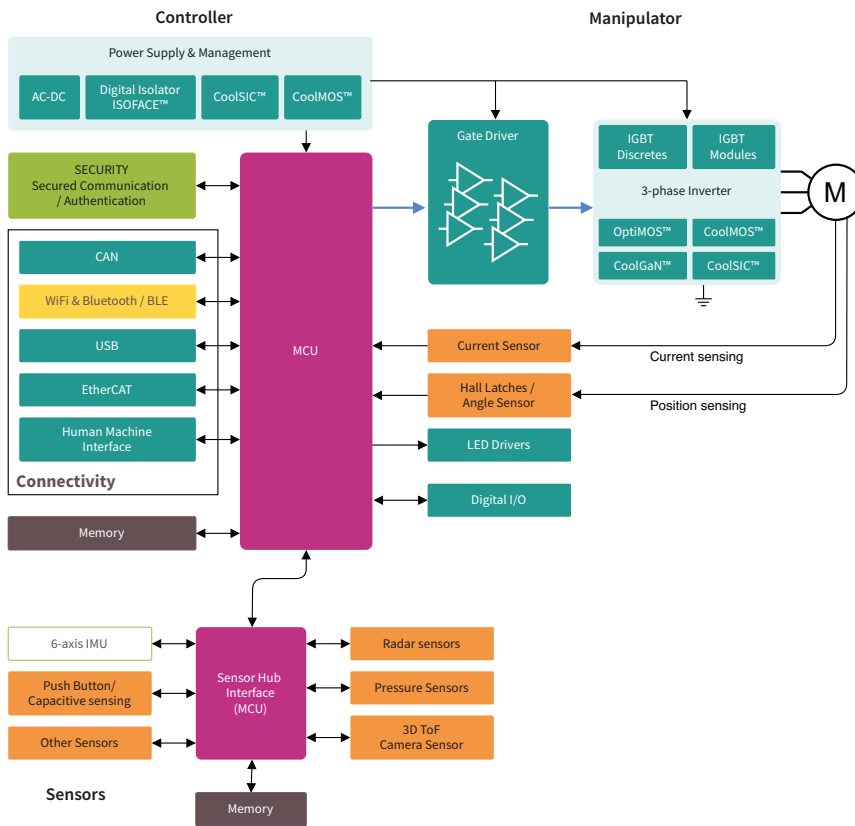 Controller
Manipulator
Power Supply & Management
AC-DC
Digital Isolator
ISOFACE™
CoolSIC™
CoolMOS™
Gate Driver
IGBT
Discretes
IGBT
Modules
3-phase Inverter
OptiMOS™
CoolMOS™
CoolGaN™
CoolSIC™
M
SECURITY
Secured Communication
/ Authentication
CAN
WiFi & Bluetooth / BLE
USB
EtherCAT
Human Machine
Interface
Connectivity
Memory
MCU
Current Sensor
Current sensing
Hall Latches /
Angle Sensor
Position sensing
LED Drivers
Digital I/O
6-axis IMU
Push Button/
Capacitive sensing
Other Sensors
Sensor Hub
Interface
(MCU)
Radar sensors
Pressure Sensors
3D ToF
Camera Sensor
Sensors
Memory